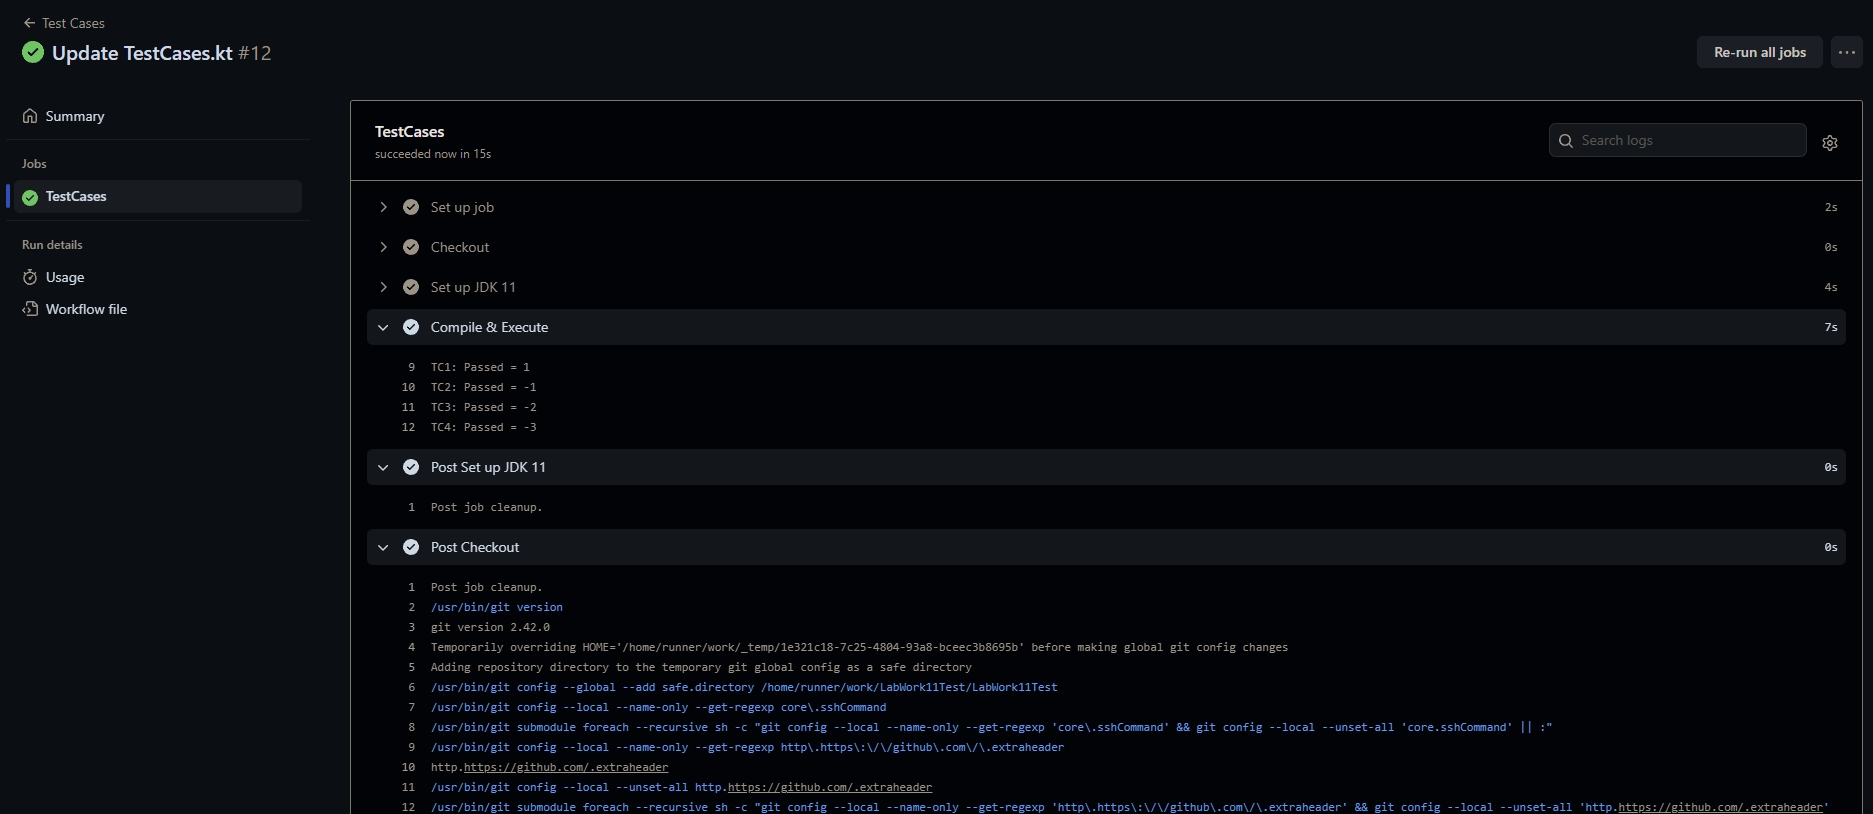 Test Cases
Update TestCases.kt #12
Re-run all jobs
Summary
Jobs
TestCases
Run details
Usage
Workflow file
TestCases
succeeded now in 15s
Search logs
Set up job 2s
Checkout 0s
Set up JDK 11 4s
Compile & Execute 7s
9 TC1: Passed = 1
10 TC2: Passed = -1
11 TC3: Passed = -2
12 TC4: Passed = -3
Post Set up JDK 11 0s
1 Post job cleanup.
Post Checkout 0s
1 Post job cleanup.
2 /usr/bin/git version
3 git version 2.42.0
4 Temporarily overriding HOME='/home/runner/work/_temp/1e321c18-7c25-4804-93a8-bceec3b8695b' before making global git config changes
5 Adding repository directory to the temporary git global config as a safe directory
6 /usr/bin/git config --global --add safe.directory /home/runner/work/LabWork11Test/LabWork11Test
7 /usr/bin/git config --local --name-only --get-regexp core\.sshCommand
8 /usr/bin/git submodule foreach --recursive sh -c "git config --local --name-only --get-regexp 'core\.sshCommand' && git config --local --unset-all 'core.sshCommand' || :"
9 /usr/bin/git config --local --name-only --get-regexp http\.https\:\/\/github\.com\/\.extraheader
10 http.https://github.com/.extraheader
11 /usr/bin/git config --local --unset-all http.https://github.com/.extraheader
12 /usr/bin/git submodule foreach --recursive sh -c "git config --local --name-only --get-regexp 'http\.https\:\/\/github\.com\/\.extraheader' && git config --local --unset-all 'http.https://github.com/.extraheader'